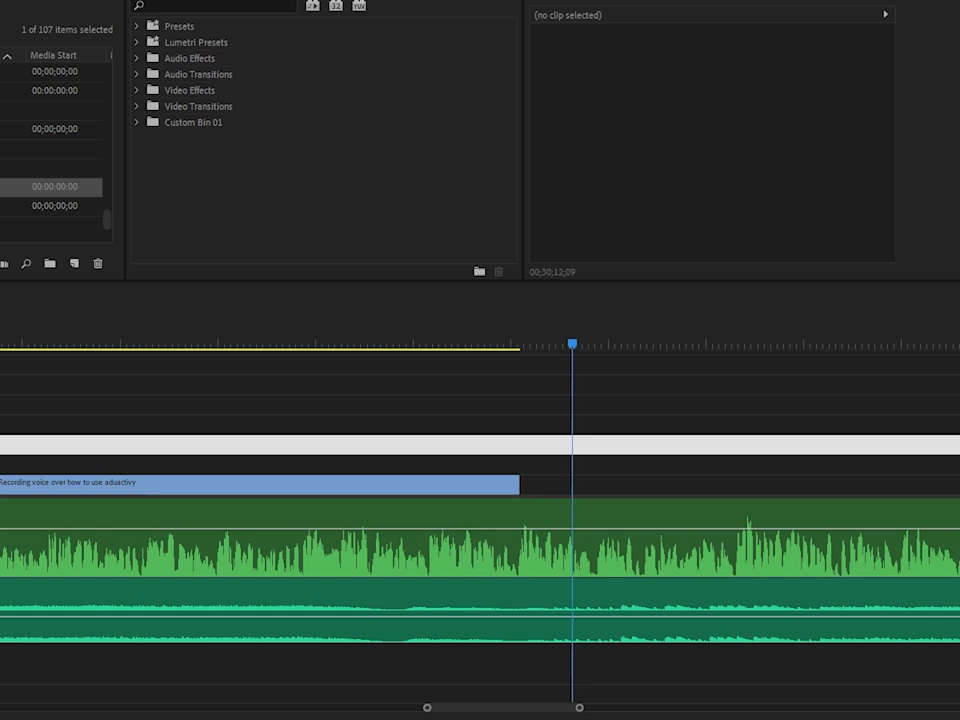 1 of 107 items selected
Media Start
00;00;00;00
00:00:00:00
00;00;00;00
00:00:00:00
00;00;00;00
32
YUV
Presets
Lumetri Presets
Audio Effects
Audio Transitions
Video Effects
Video Transitions
Custom Bin 01
(no clip selected)
00;30;12;09
Recording voice over how to use aduactivy